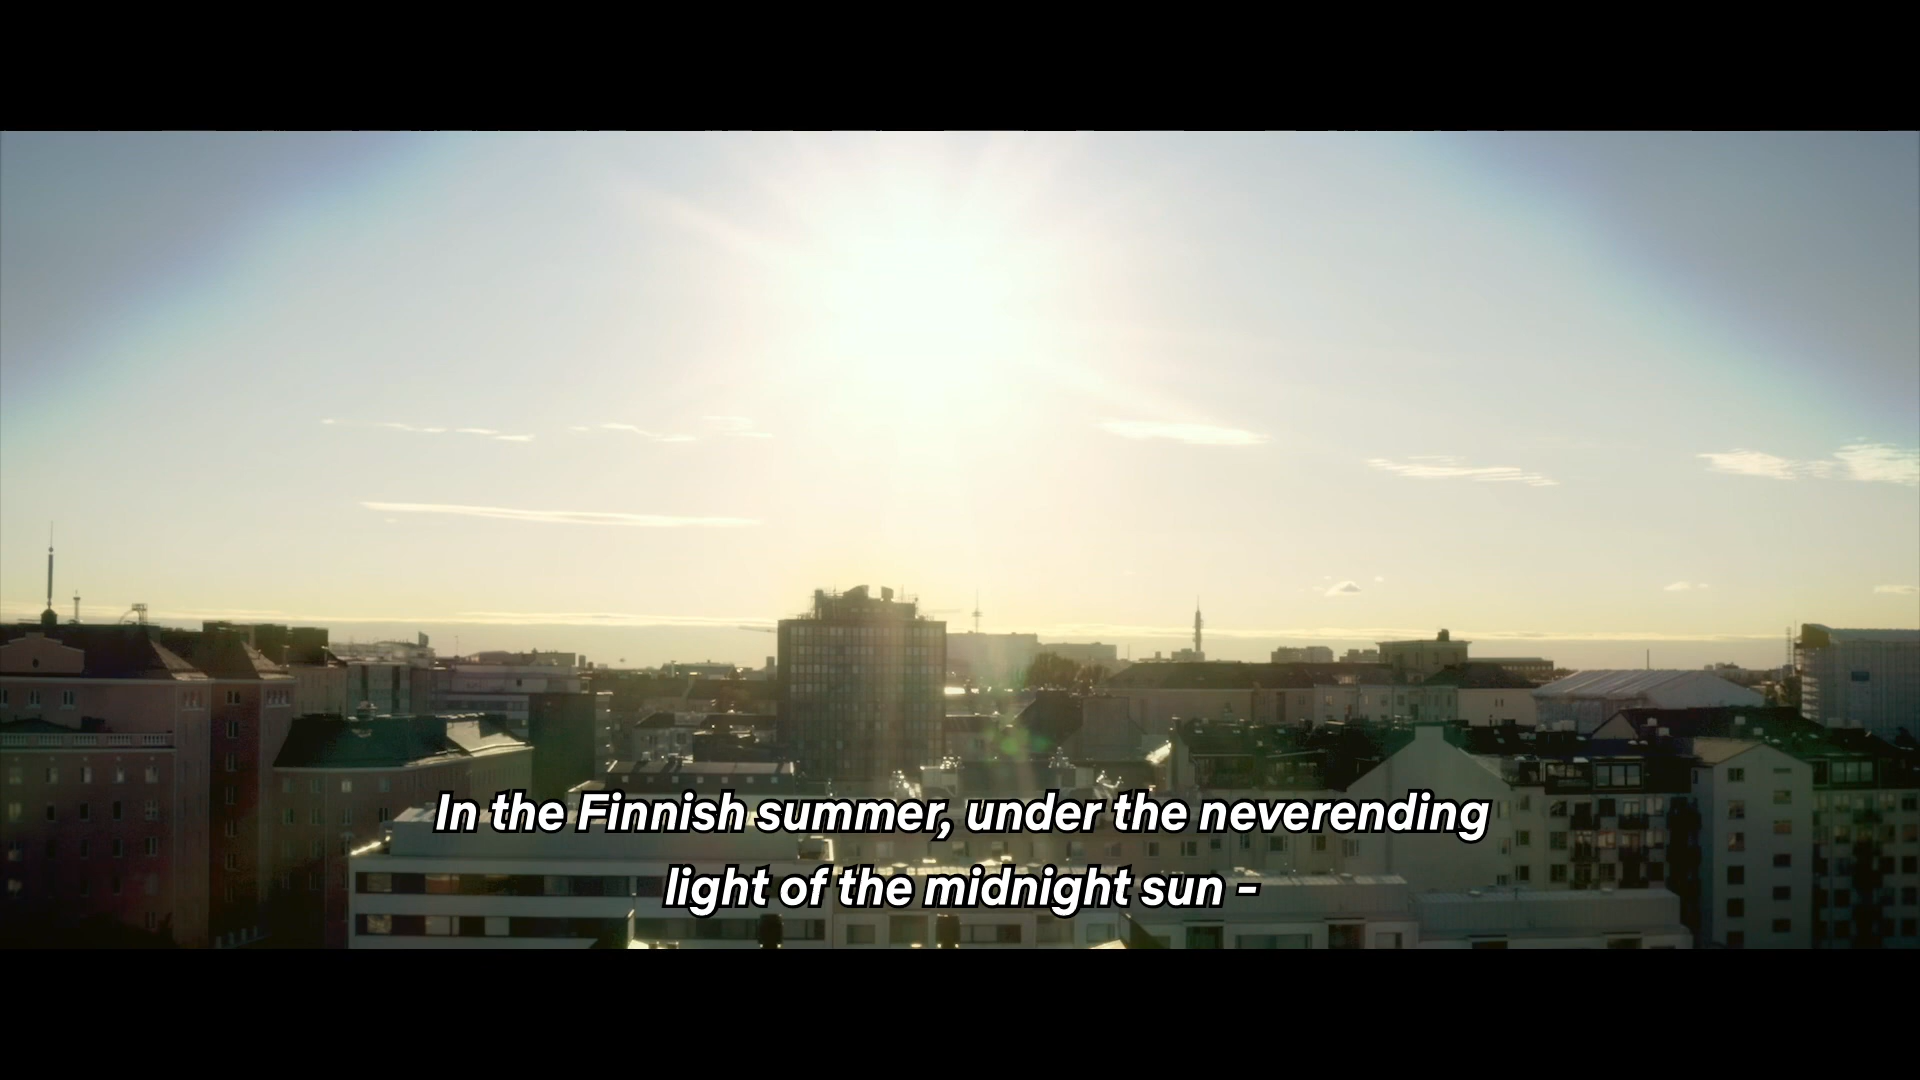 In the Finnish summer, under the neverending
light of the midnight sun -